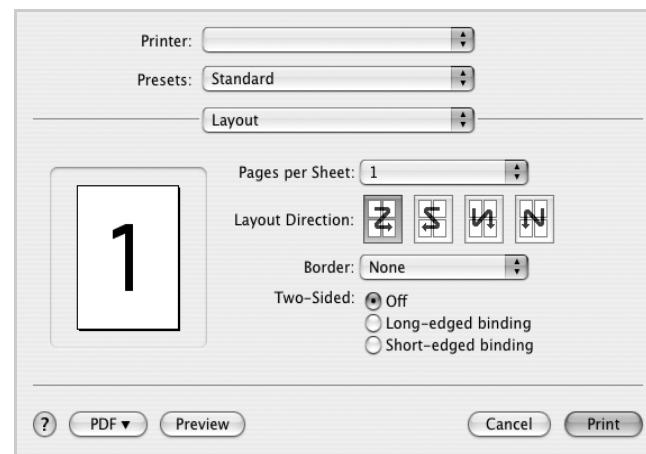 Printer:
Presets: Standard
Layout
Pages per Sheet: 1
1
Layout Direction:
Border: None
Two-Sided: Off
Long-edged binding
Short-edged binding
? PDF▼ Preview Cancel Print